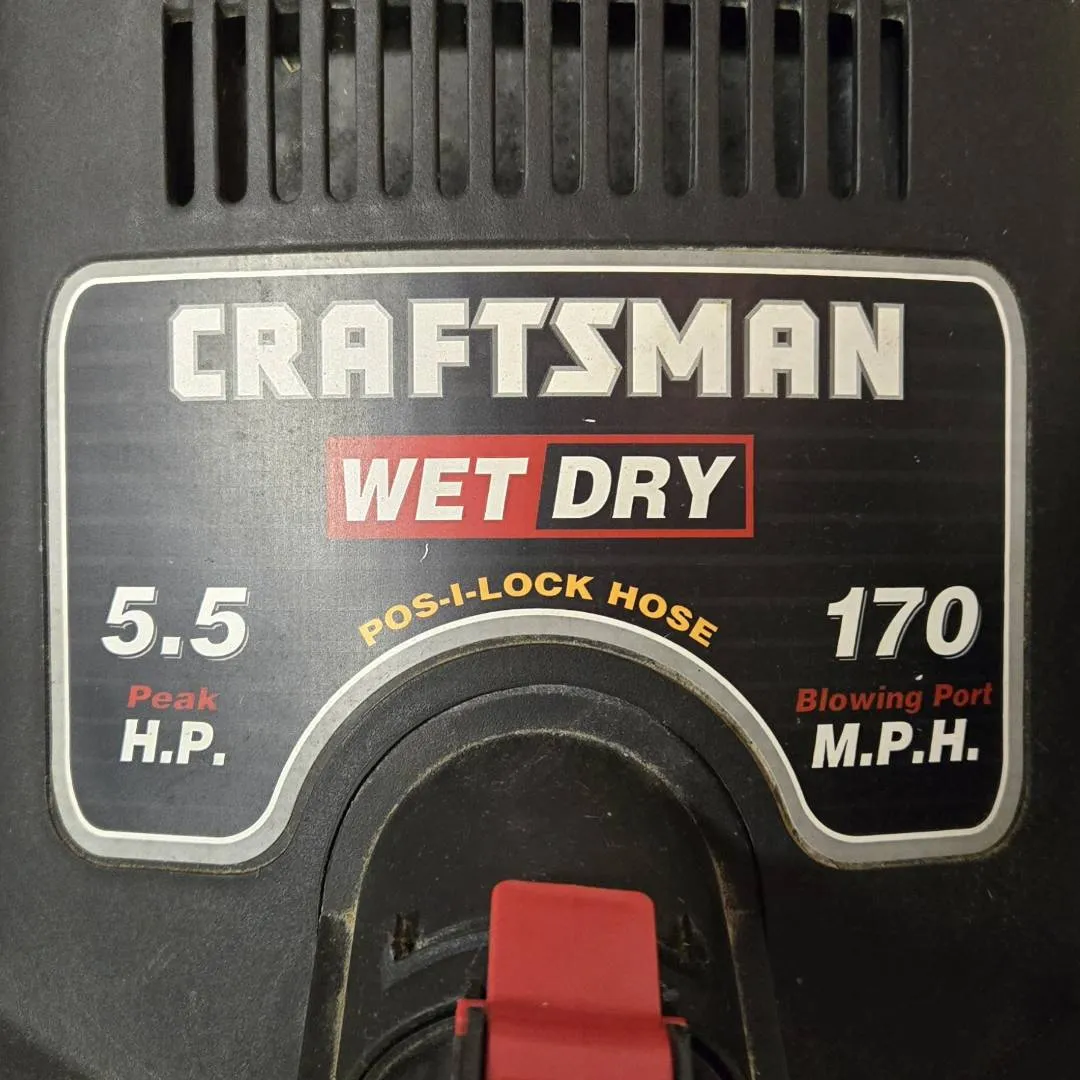 CRAFTSMAN
WET DRY
POS-I-LOCK HOSE
5.5
Peak
H.P.
170
Blowing Port
M.P.H.